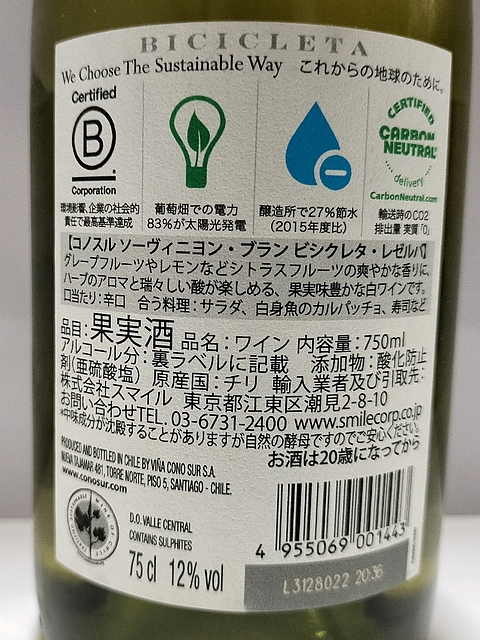 BICICLETA
We Choose The Sustainable Way これからの地球のために。
Certified
B
Corporation
環境影響、企業の社会的
責任で最高基準達成
葡萄畑での電力
83%が太陽光発電
醸造所で27%節水
(2015年度比)
CERTIFIED
CARBON
NEUTRAL
delivery
CarbonNeutral.com
輸送時のCO2
排出量 実質「0」
【コノスル ソーヴィニヨン・ブラン ビシクレタ・レゼルバ】
グレープフルーツやレモンなどシトラスフルーツの爽やかな香りに、
ハーブのアロマと瑞々しい酸が楽しめる、果実味豊かな白ワインです。
口当たり：辛口 合う料理：サラダ、白身魚のカルパッチョ、寿司など
品目：果実酒 品名：ワイン 内容量：750ml
アルコール分：裏ラベルに記載 添加物：酸化防止
剤(亜硫酸塩) 原産国：チリ 輸入業者及び引取先：
株式会社スマイル 東京都江東区潮見2-8-10
お問い合わせTEL. 03-6731-2400 www.smilecorp.co.jp
*中味成分が沈殿することがありますが自然の酵母ですのでご安心ください。
お酒は20歳になってから
PRODUCED AND BOTTLED IN CHILE BY VIÑA CONO SUR S.A.
NUEVA TAJAMAR 481, TORRE NORTE, PISO 5, SANTIAGO - CHILE.
www.conosur.com
D.O. VALLE CENTRAL
CONTAINS SULPHITES
75 cl 12% vol
4 955069 001443
L3128022 2036